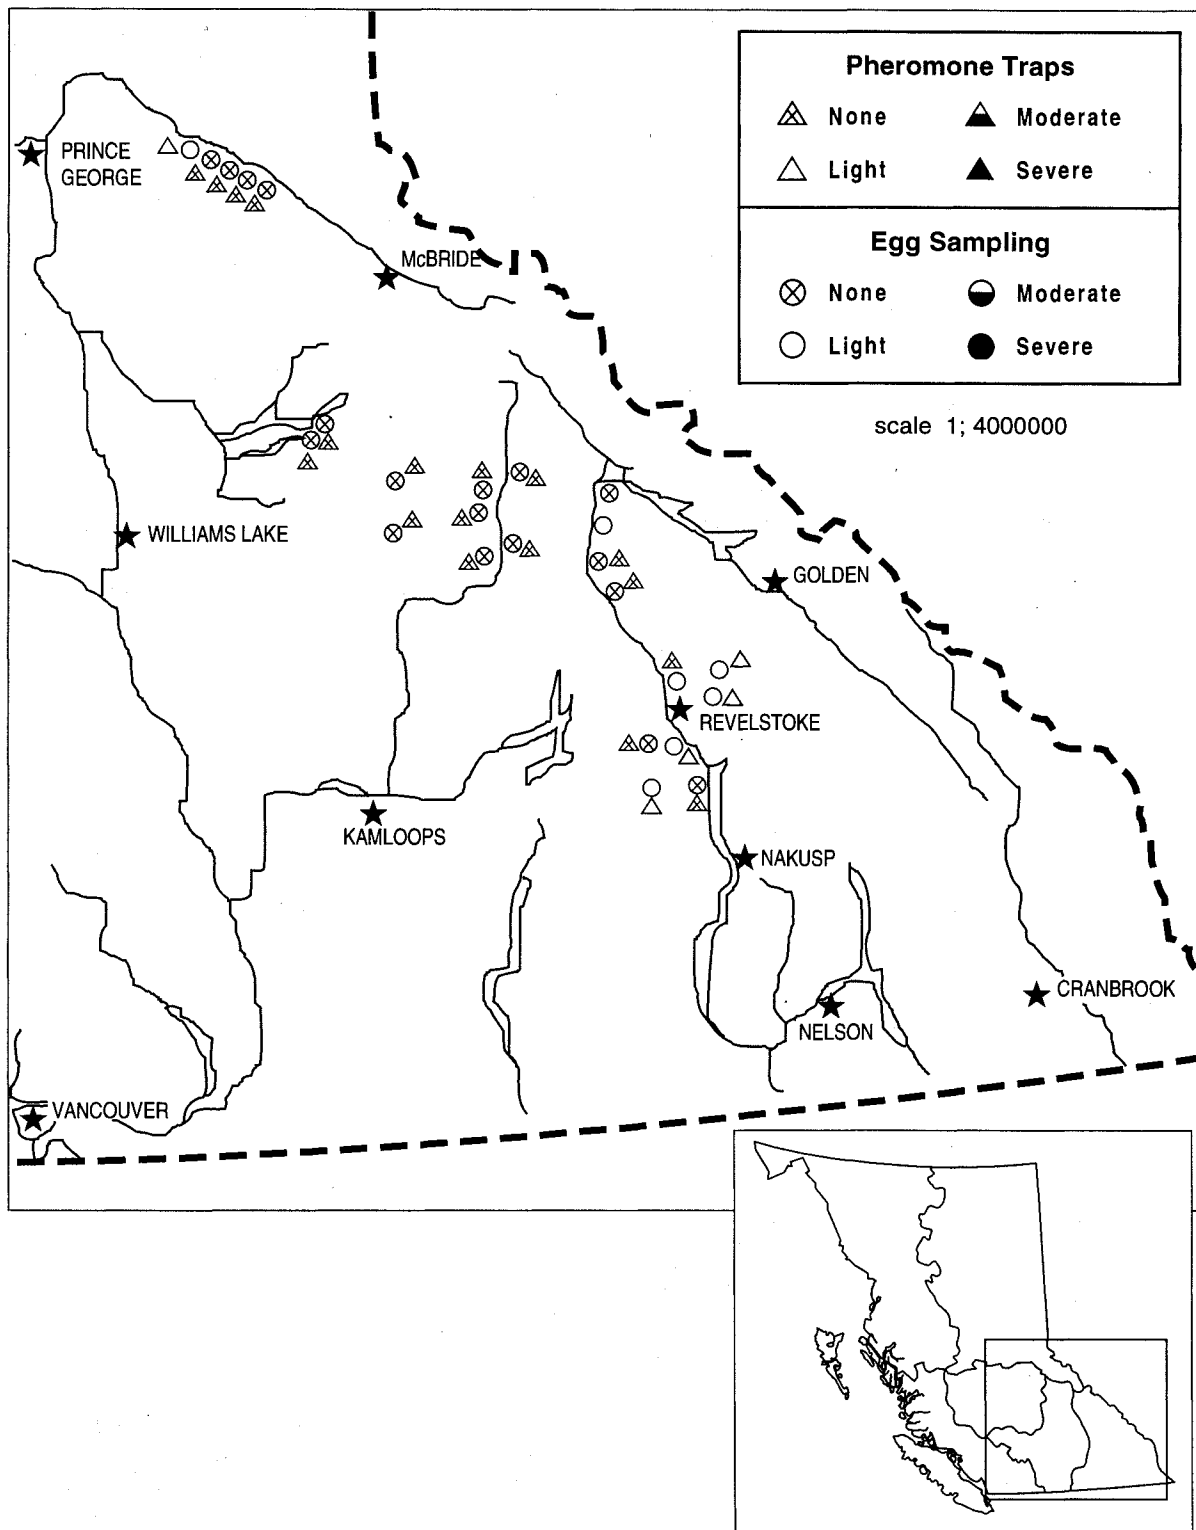 Pheromone Traps
None
Moderate
Light
Severe
Egg Sampling
None
Moderate
Light
Severe
scale 1; 4000000
PRINCE
GEORGE
McBRIDE
WILLIAMS LAKE
GOLDEN
REVELSTOKE
KAMLOOPS
NAKUSP
CRANBROOK
NELSON
VANCOUVER